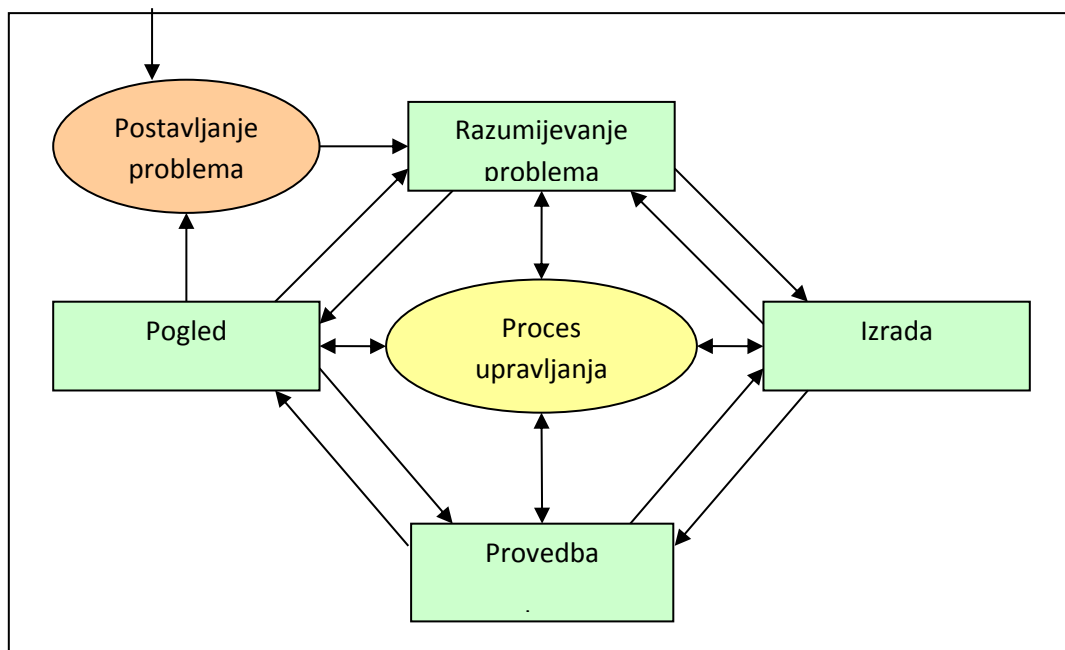 Postavljanje
problema
Razumijevanje
problema
Pogled
Proces
upravljanja
Izrada
Provedba